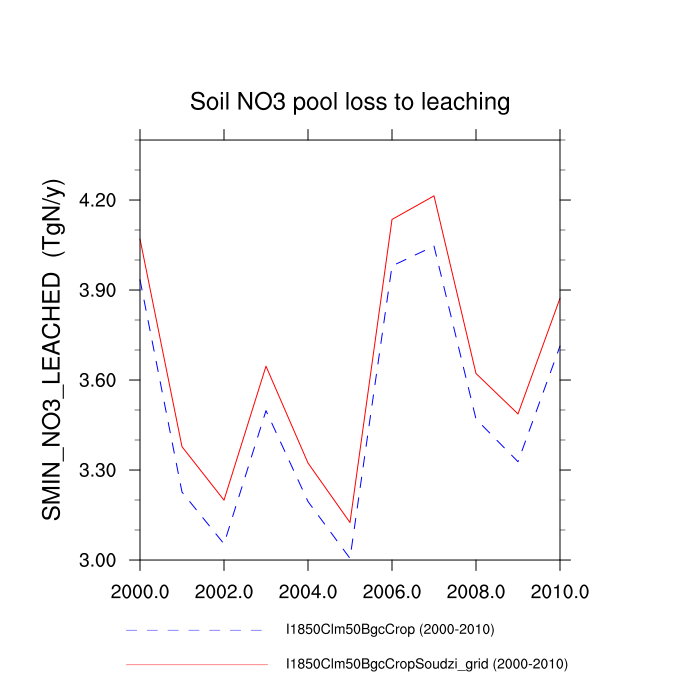 Soil NO3 pool loss to leaching
SMIN_NO3_LEACHED (TgN/y)
4.20
3.90
3.60
3.30
3.00
2000.0 2002.0 2004.0 2006.0 2008.0 2010.0
I1850Clm50BgcCrop (2000-2010)
I1850Clm50BgcCropSoudzi_grid (2000-2010)